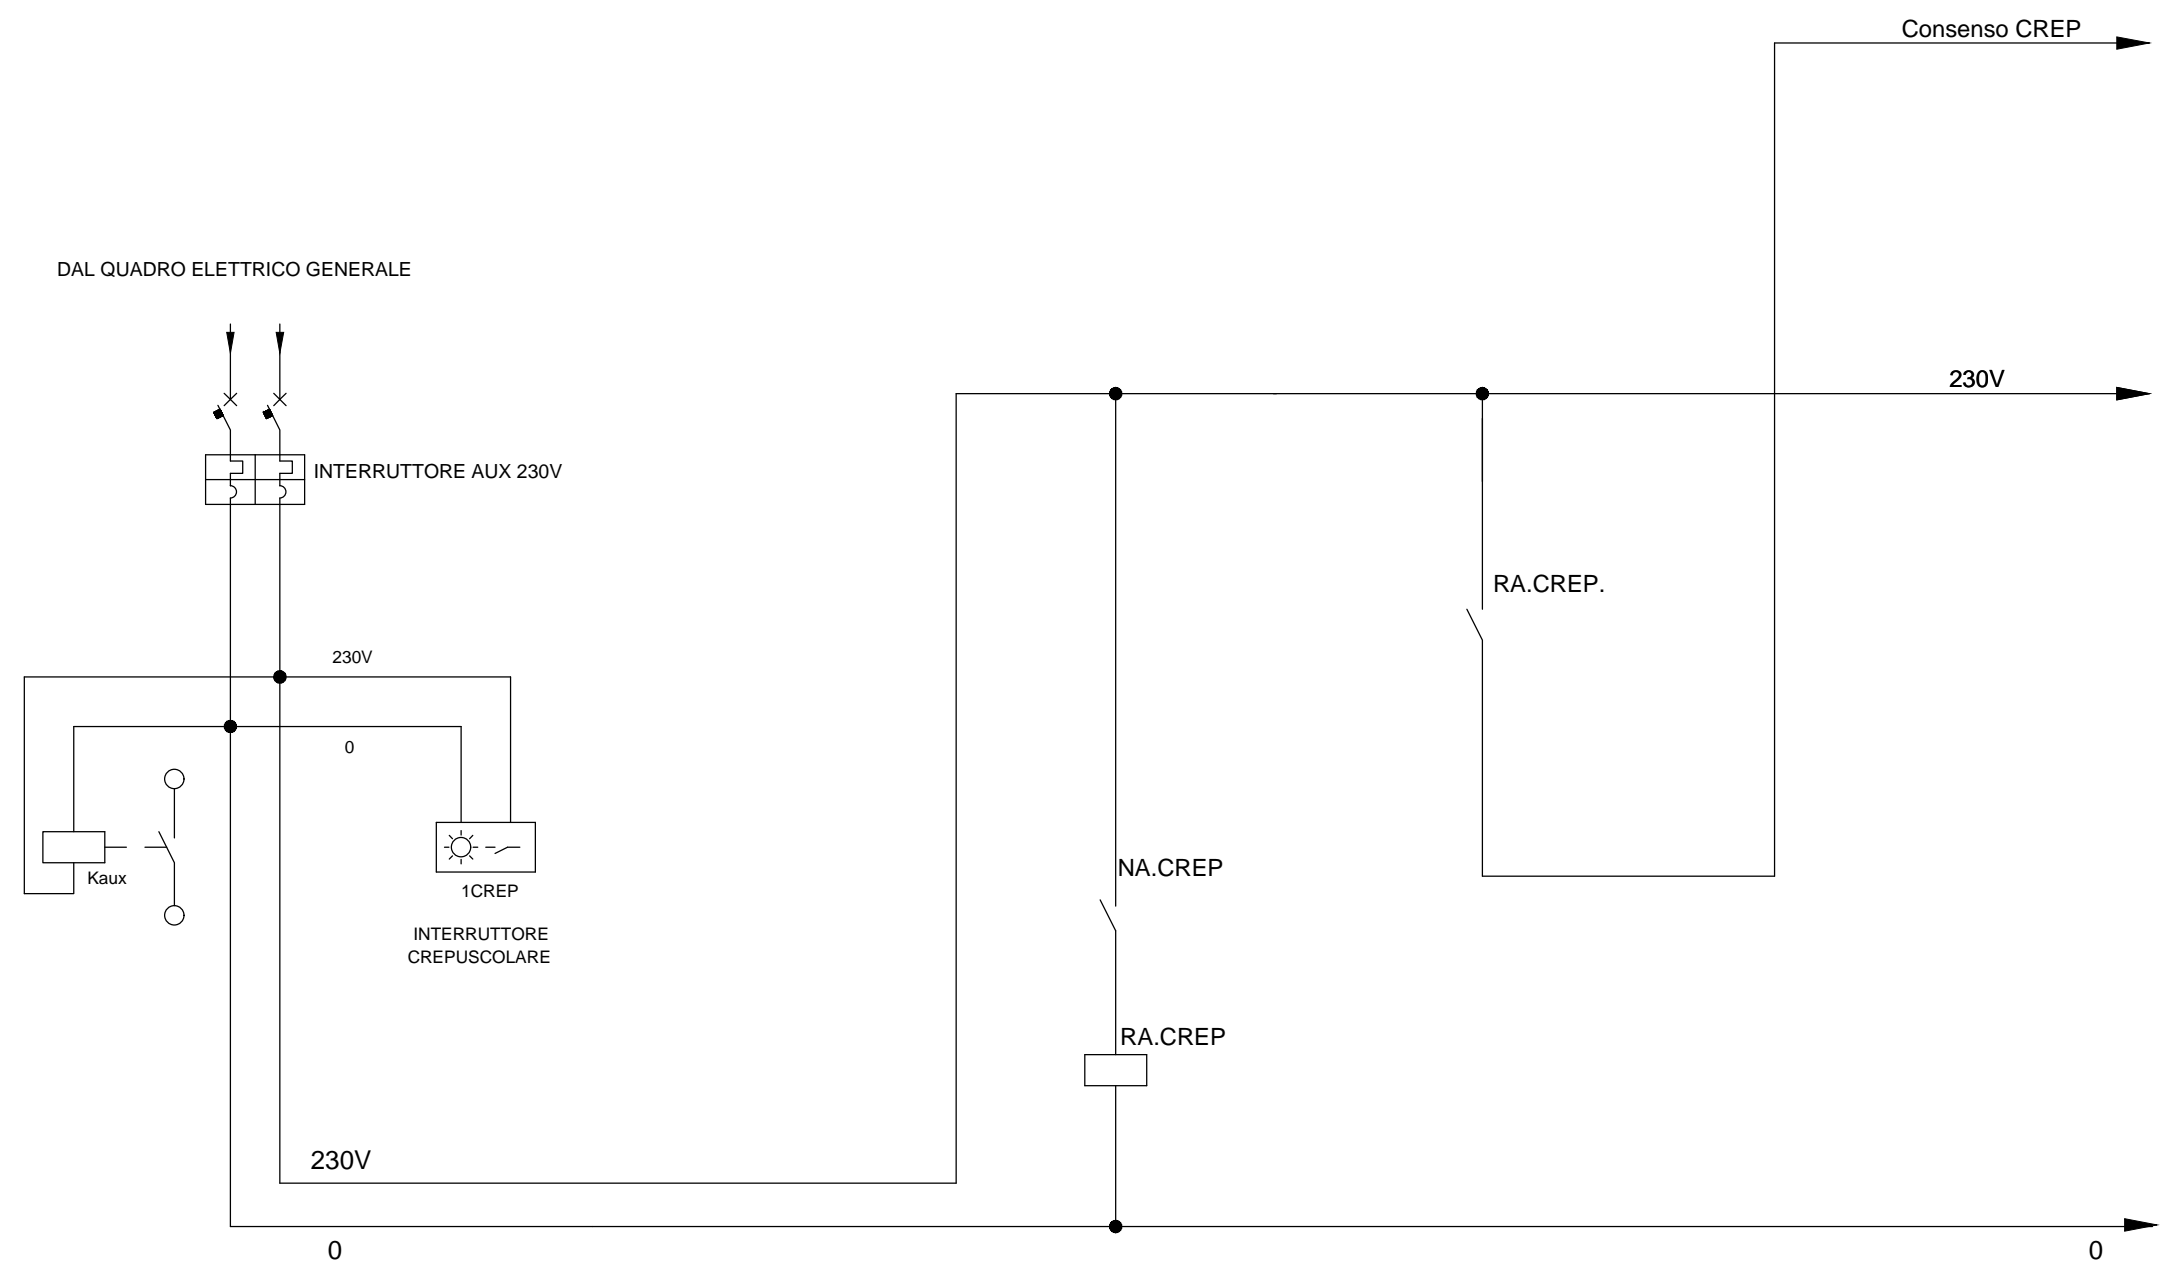 Consenso CREP
DAL QUADRO ELETTRICO GENERALE
230V
INTERRUTTORE AUX 230V
RA.CREP.
230V
0
NA.CREP
Kaux
1CREP
INTERRUTTORE
CREPUSCOLARE
RA.CREP
230V
0
0